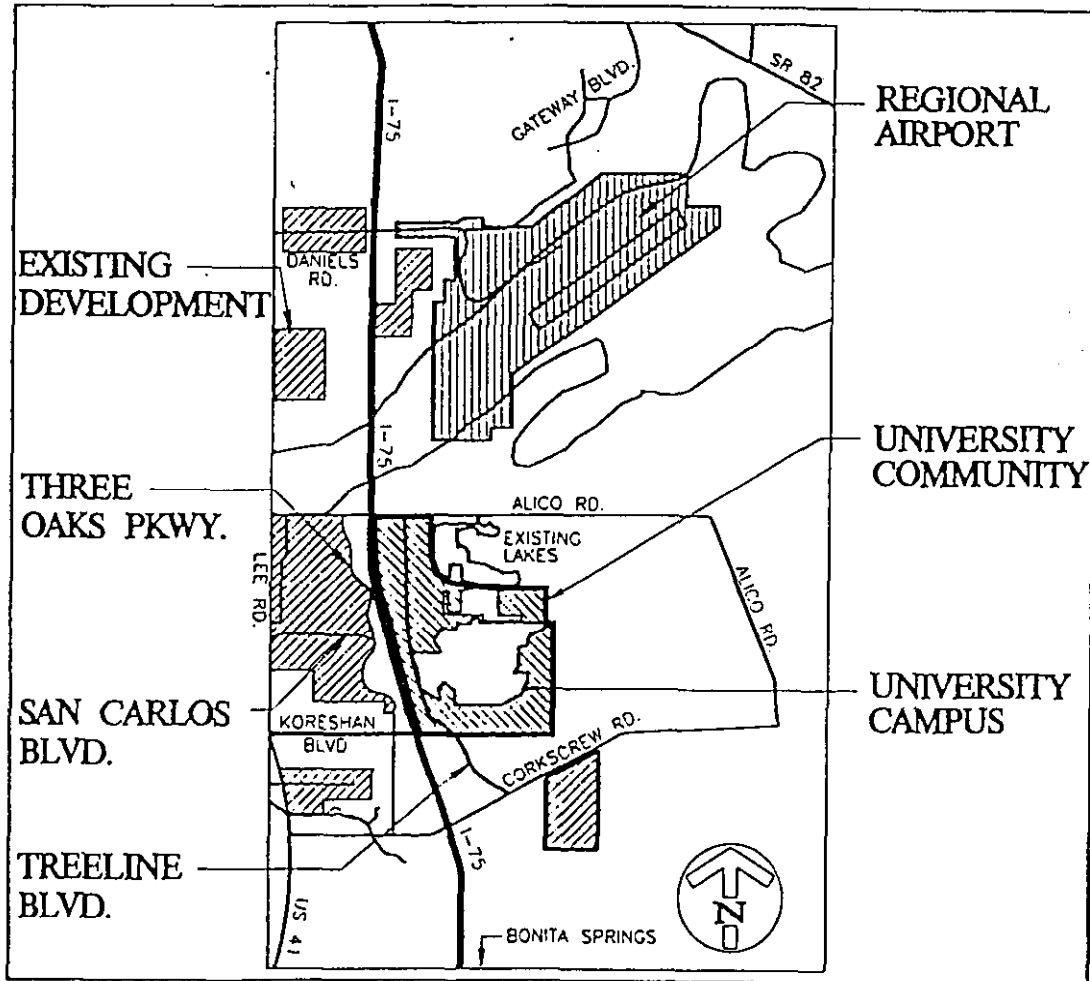 SR 82
GATEWAY BLVD.
I-75
REGIONAL
AIRPORT
DANIELS
RD.
EXISTING
DEVELOPMENT
I-75
UNIVERSITY
COMMUNITY
THREE
OAKS PKWY.
ALICO RD.
EXISTING
LAKES
LEE RD.
ALICO RD.
SAN CARLOS
BLVD.
KORESHAN
BLVD
CORKSCREW RD.
UNIVERSITY
CAMPUS
TREELINE
BLVD.
I-75
US 41
N
BONITA SPRINGS